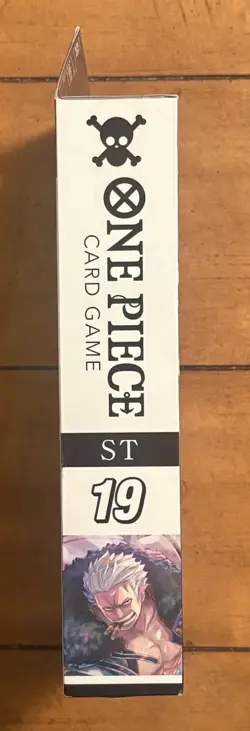 ONE PIECE
CARD GAME
ST
19